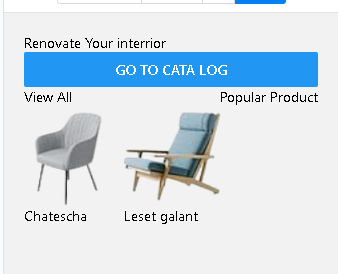 Renovate Your interrior
GO TO CATA LOG
View All Popular Product
Chatescha Leset galant